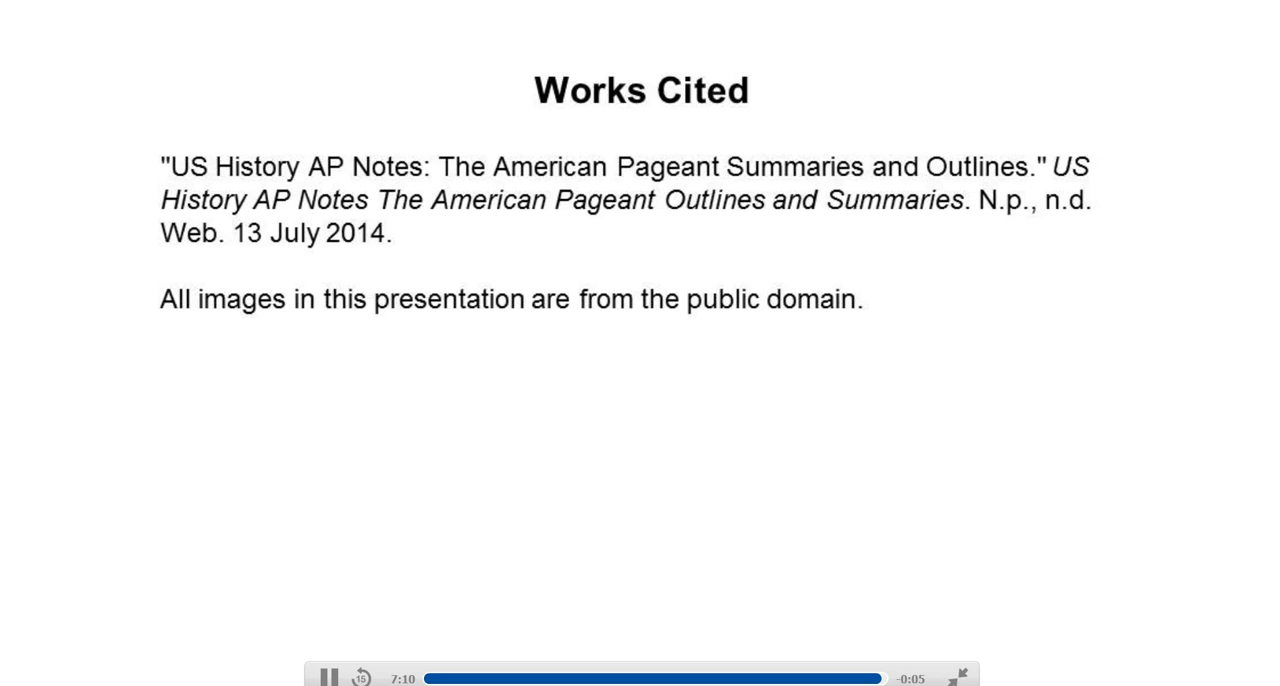 Works Cited
"US History AP Notes: The American Pageant Summaries and Outlines." US
History AP Notes The American Pageant Outlines and Summaries. N.p., n.d.
Web. 13 July 2014.
All images in this presentation are from the public domain.
15 7:10 -0:05